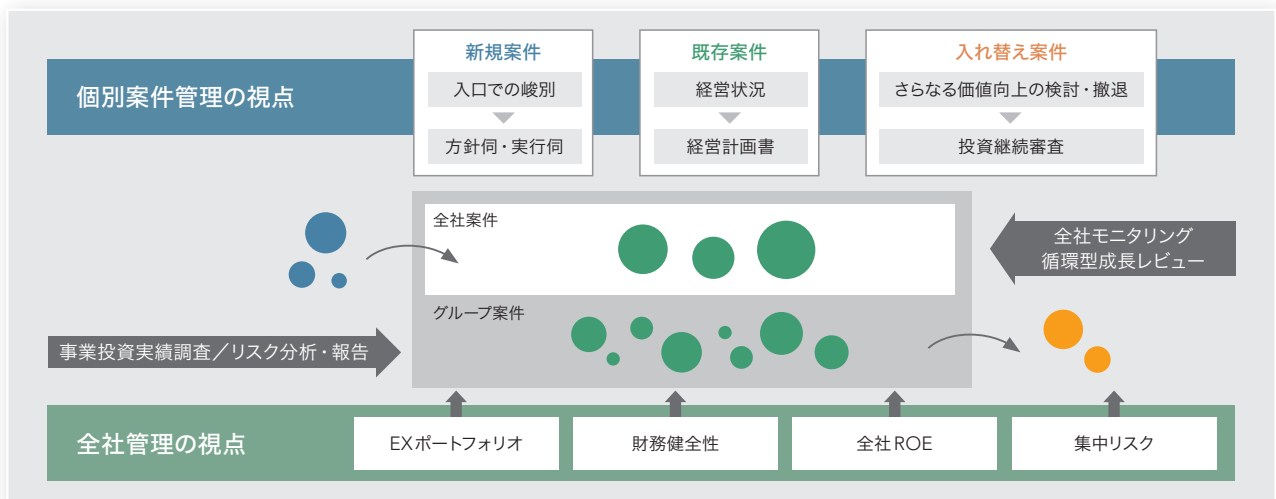 個別案件管理の視点
新規案件
入口での峻別
方針伺・実行伺
既存案件
経営状況
経営計画書
入れ替え案件
さらなる価値向上の検討・撤退
投資継続審査
全社案件
グループ案件
全社モニタリング
循環型成長レビュー
事業投資実績調査／リスク分析・報告
全社管理の視点
EXポートフォリオ
財務健全性
全社ROE
集中リスク